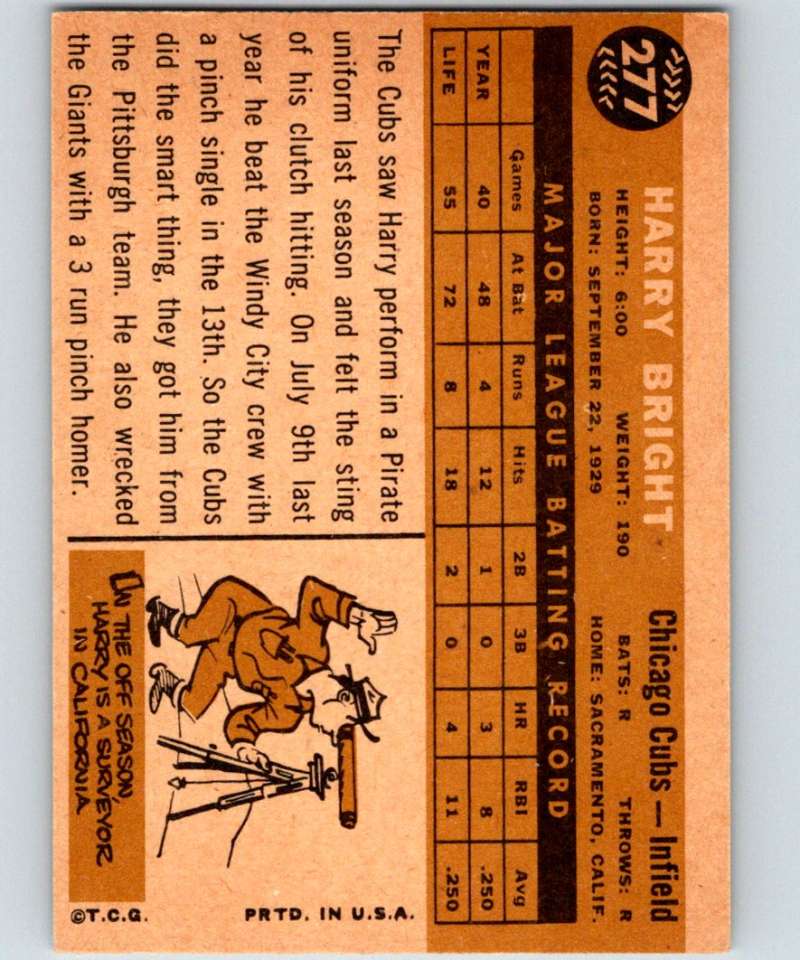 277
HARRY BRIGHT
Chicago Cubs — Infield
HEIGHT: 6:00 WEIGHT: 190 BATS: R THROWS: R
BORN: SEPTEMBER 22, 1929 HOME: SACRAMENTO, CALIF.
MAJOR LEAGUE BATTING RECORD
Games At Bat Runs Hits 2B 3B HR RBI Avg
YEAR 40 48 4 12 1 0 3 8 .250
LIFE 55 72 8 18 2 0 4 11 .250
The Cubs saw Harry perform in a Pirate
uniform last season and felt the sting
of his clutch hitting. On July 9th last
year he beat the Windy City crew with
a pinch single in the 13th. So the Cubs
did the smart thing, they got him from
the Pittsburgh team. He also wrecked
the Giants with a 3 run pinch homer.
IN THE OFF SEASON,
HARRY IS A SURVEYOR
IN CALIFORNIA
©T.C.G. PRTD. IN U.S.A.